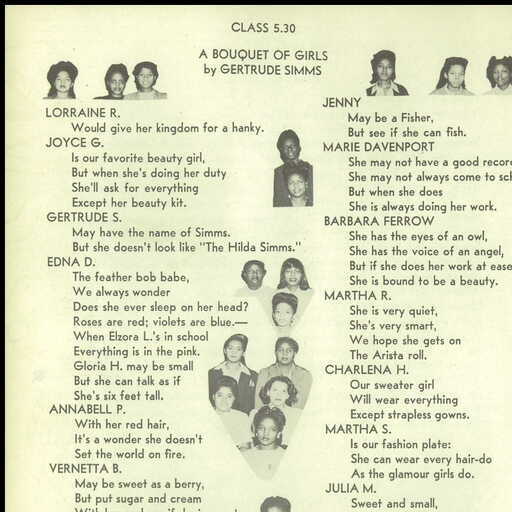 CLASS 5.30
A BOUQUET OF GIRLS
by GERTRUDE SIMMS
LORRAINE R.
Would give her kingdom for a hanky.
JOYCE G.
Is our favorite beauty girl,
But when she's doing her duty
She'll ask for everything
Except her beauty kit.
GERTRUDE S.
May have the name of Simms.
But she doesn't look like "The Hilda Simms."
EDNA D.
The feather bob babe,
We always wonder
Does she ever sleep on her head?
Roses are red; violets are blue.—
When Elzora L.'s in school
Everything is in the pink.
Gloria H. may be small
But she can talk as if
She's six feet tall.
ANNABELL P.
With her red hair,
It's a wonder she doesn't
Set the world on fire.
VERNETTA B.
May be sweet as a berry,
But put sugar and cream
JENNY
May be a Fisher,
But see if she can fish.
MARIE DAVENPORT
She may not have a good recor
She may not always come to sc
But when she does
She is always doing her work.
BARBARA FERROW
She has the eyes of an owl,
She has the voice of an angel,
But if she does her work at ease
She is bound to be a beauty.
MARTHA R.
She is very quiet,
She's very smart,
We hope she gets on
The Arista roll.
CHARLENA H.
Our sweater girl
Will wear everything
Except strapless gowns.
MARTHA S.
Is our fashion plate:
She can wear every hair-do
As the glamour girls do.
JULIA M.
Sweet and small,